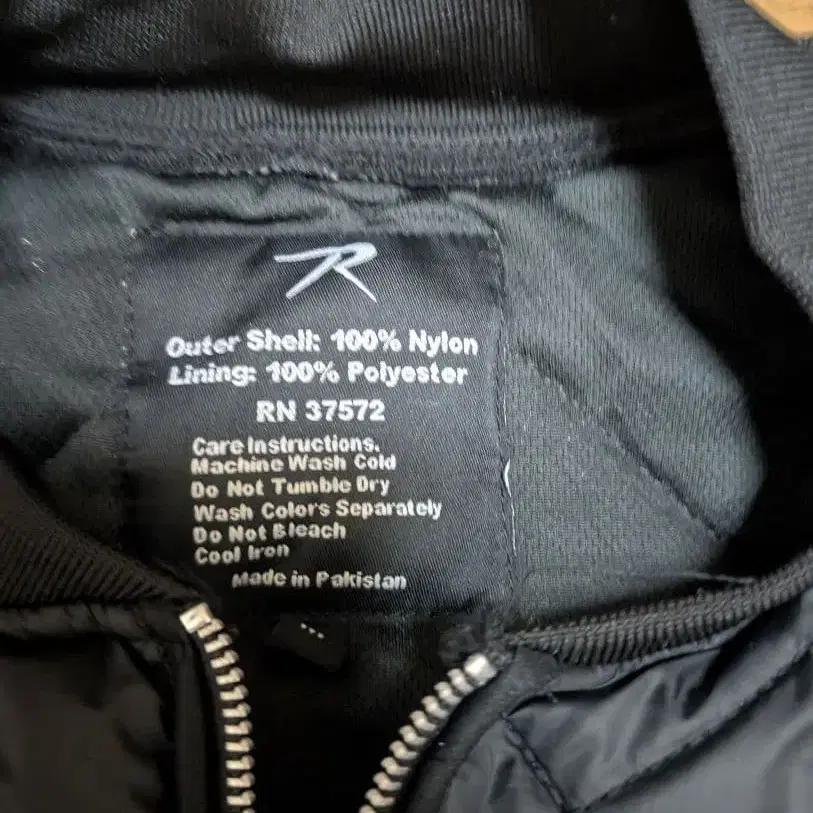 R
Outer Shell: 100% Nylon
Lining: 100% Polyester
RN 37572
Care Instructions.
Machine Wash Cold
Do Not Tumble Dry
Wash Colors Separately
Do Not Bleach
Cool Iron
Made in Pakistan